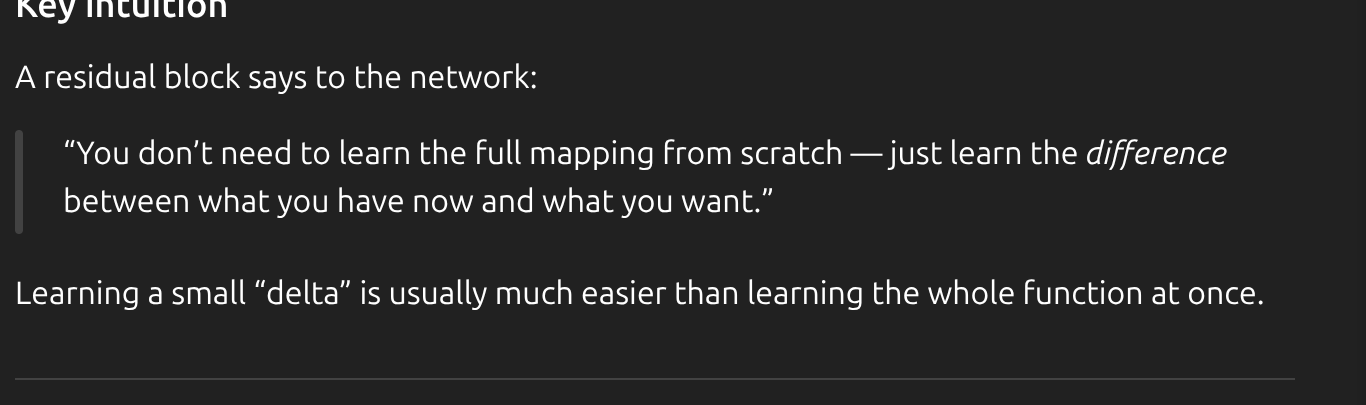 Key Intuition
A residual block says to the network:
“You don’t need to learn the full mapping from scratch — just learn the difference
between what you have now and what you want.”
Learning a small “delta” is usually much easier than learning the whole function at once.